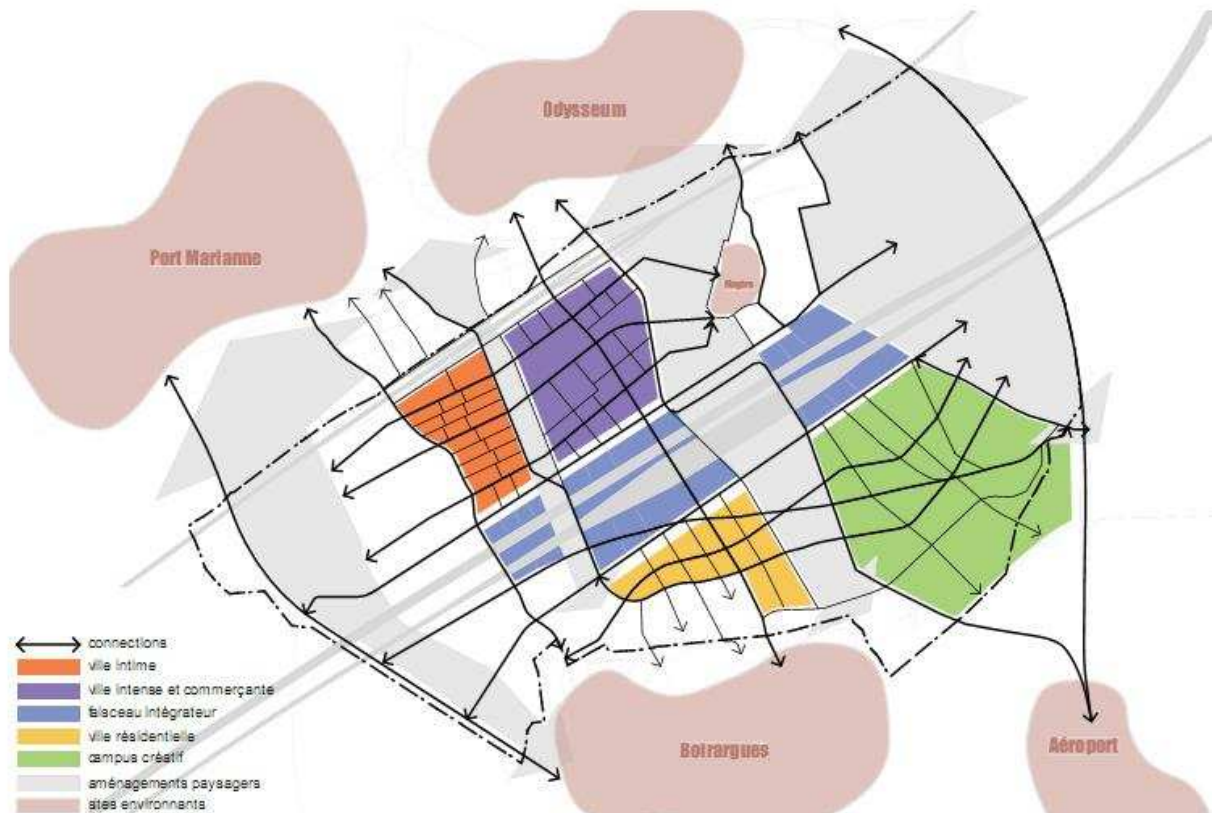 Odysseum
Port Marianne
connections
ville intime
ville intense et commerçante
faisceau intégrateur
ville résidentielle
campus créatif
aménagements paysagers
sites environnants
Boirargues
Aéroport